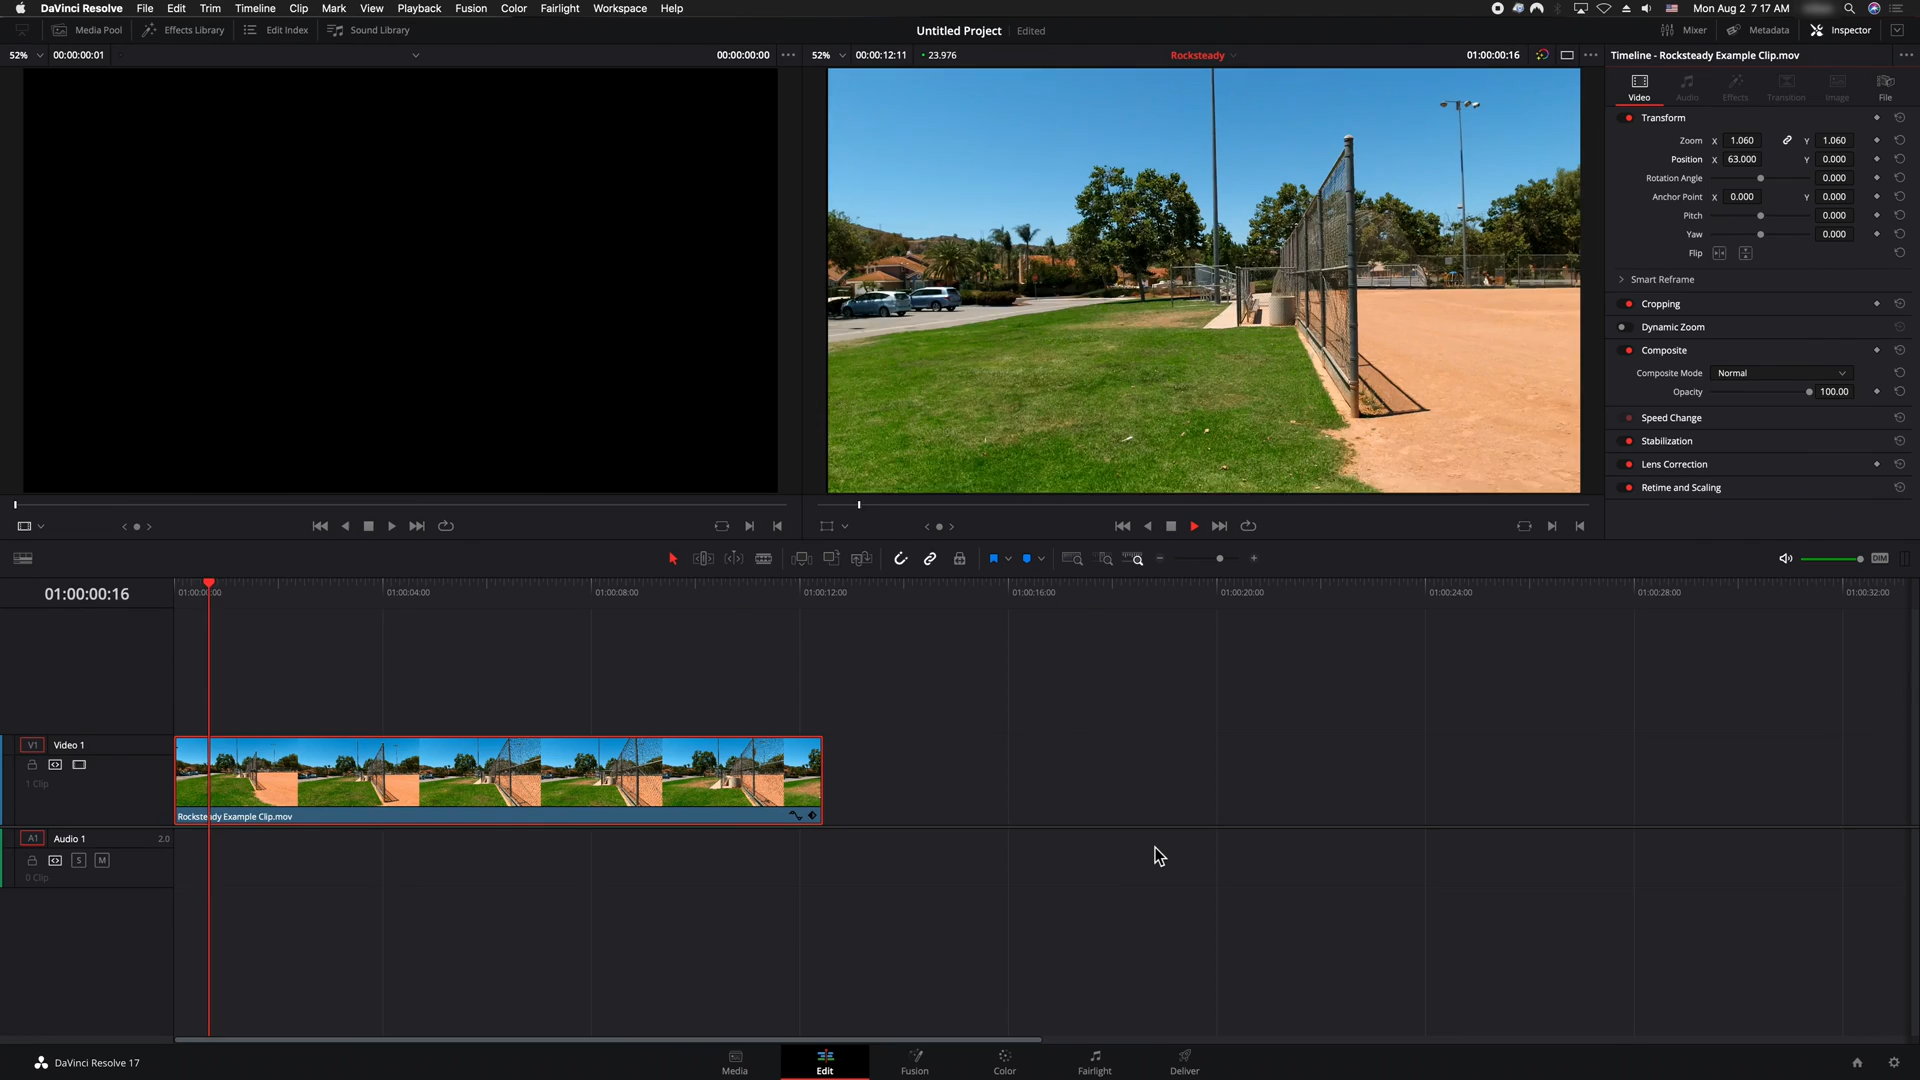 DaVinci Resolve File Edit Trim Timeline Clip Mark View Playback Fusion Color Fairlight Workspace Help Mon Aug 2 7 17 AM
Media Pool Effects Library Edit Index Sound Library Untitled Project Edited Mixer Metadata Inspector
52% 00:00:00:01 00:00:00:00 52% 00:00:12:11 23.976 Rocksteady 01:00:00:16 Timeline - Rocksteady Example Clip.mov
Video Audio Effects Transition Image File
Transform
Zoom X 1.060 Y 1.060
Position X 63.000 Y 0.000
Rotation Angle 0.000
Anchor Point X 0.000 Y 0.000
Pitch 0.000
Yaw 0.000
Flip
Smart Reframe
Cropping
Dynamic Zoom
Composite
Composite Mode Normal
Opacity 100.00
Speed Change
Stabilization
Lens Correction
Retime and Scaling
DIM
01:00:00:16 01:00:04:00 01:00:08:00 01:00:12:00 01:00:16:00 01:00:20:00 01:00:24:00 01:00:28:00 01:00:32:00
V1 Video 1
1 Clip
Rocksteady Example Clip.mov
A1 Audio 1 2.0
S M
0 Clip
DaVinci Resolve 17 Media Edit Fusion Color Fairlight Deliver